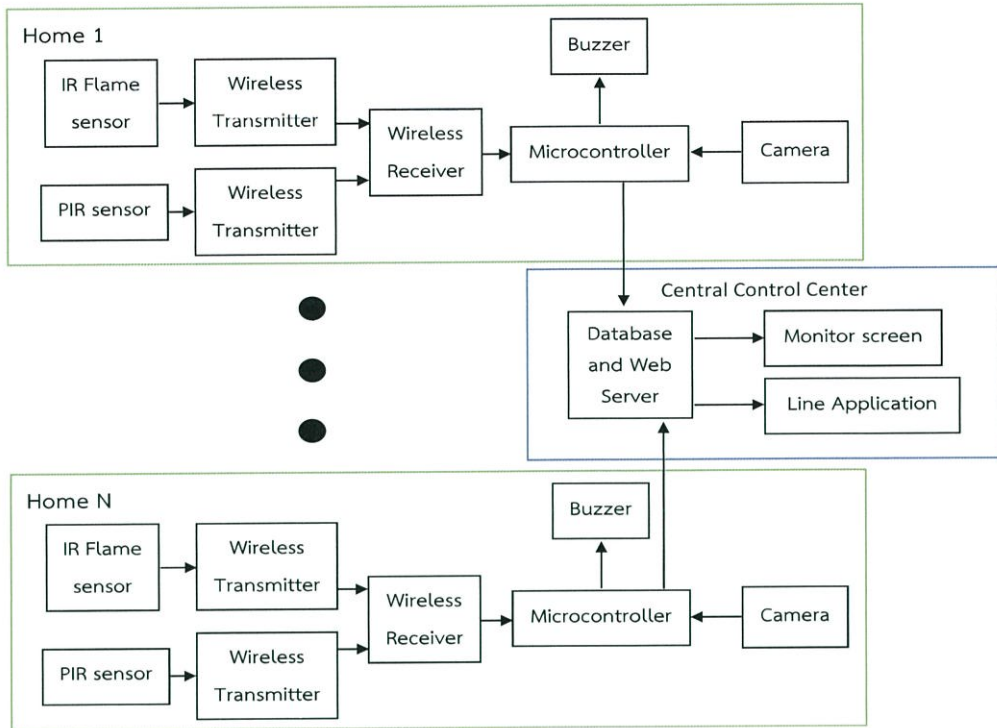 Home 1
Buzzer
IR Flame
sensor
Wireless
Transmitter
Wireless
Receiver
Microcontroller
Camera
PIR sensor
Wireless
Transmitter
Central Control Center
Database
and Web
Server
Monitor screen
Line Application
Home N
Buzzer
IR Flame
sensor
Wireless
Transmitter
Wireless
Receiver
Microcontroller
Camera
PIR sensor
Wireless
Transmitter